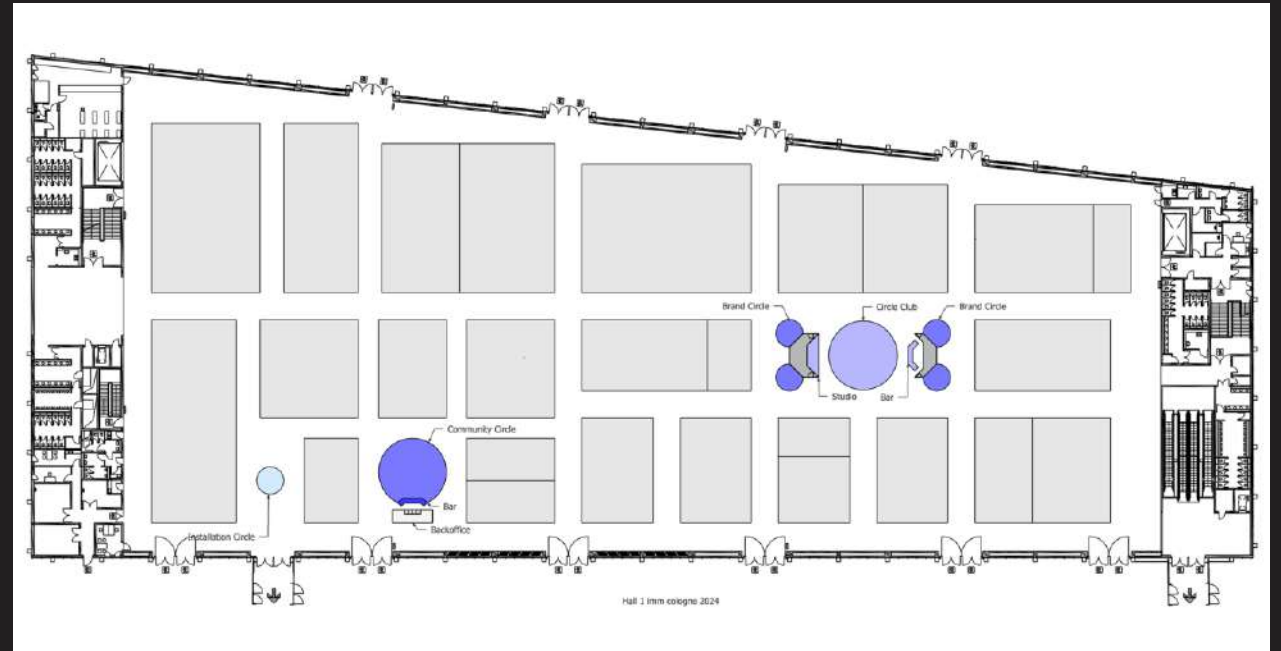 Brand Circle
Circle Club
Brand Circle
Studio
Bar
Community Circle
Bar
Backoffice
Installation Circle
Hall 1 imm cologne 2024